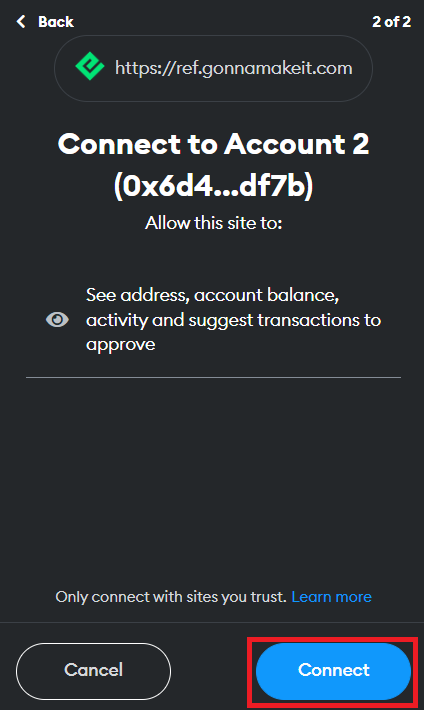 Back
2 of 2
https://ref.gonnamakeit.com
Connect to Account 2
(0x6d4...df7b)
Allow this site to:
See address, account balance,
activity and suggest transactions to
approve
Only connect with sites you trust. Learn more
Cancel
Connect